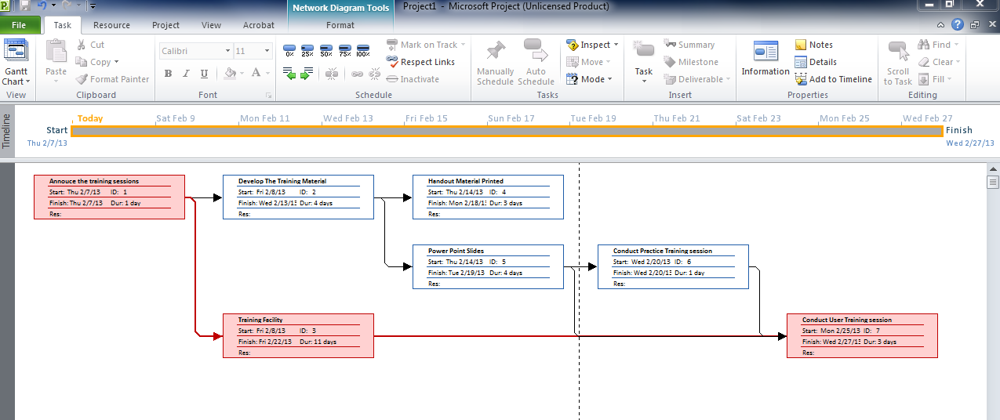 Network Diagram Tools Project1 - Microsoft Project (Unlicensed Product)
File Task Resource Project View Acrobat Format
Gantt Chart
Paste
Cut
Copy
Format Painter
Calibri 11
B I U A
0% 25% 50% 75% 100%
Mark on Track
Respect Links
Inactivate
Manually Schedule
Auto Schedule
Inspect
Move
Mode
Task
Summary
Milestone
Deliverable
Information
Notes
Details
Add to Timeline
Scroll to Task
Find
Clear
Fill
View Clipboard Font Schedule Tasks Insert Properties Editing
Timeline
Today Sat Feb 9 Mon Feb 11 Wed Feb 13 Fri Feb 15 Sun Feb 17 Tue Feb 19 Thu Feb 21 Sat Feb 23 Mon Feb 25 Wed Feb 27
Start
Thu 2/7/13
Finish
Wed 2/27/13
Annouce the training sessions
Start: Thu 2/7/13 ID: 1
Finish: Thu 2/7/13 Dur: 1 day
Res:
Develop The Training Material
Start: Fri 2/8/13 ID: 2
Finish: Wed 2/13/13 Dur: 4 days
Res:
Handout Material Printed
Start: Thu 2/14/13 ID: 4
Finish: Mon 2/18/13 Dur: 3 days
Res:
Power Point Slides
Start: Thu 2/14/13 ID: 5
Finish: Tue 2/19/13 Dur: 4 days
Res:
Conduct Practice Training session
Start: Wed 2/20/13 ID: 6
Finish: Wed 2/20/13 Dur: 1 day
Res:
Training Facility
Start: Fri 2/8/13 ID: 3
Finish: Fri 2/22/13 Dur: 11 days
Res:
Conduct User Training session
Start: Mon 2/25/13 ID: 7
Finish: Wed 2/27/13 Dur: 3 days
Res: